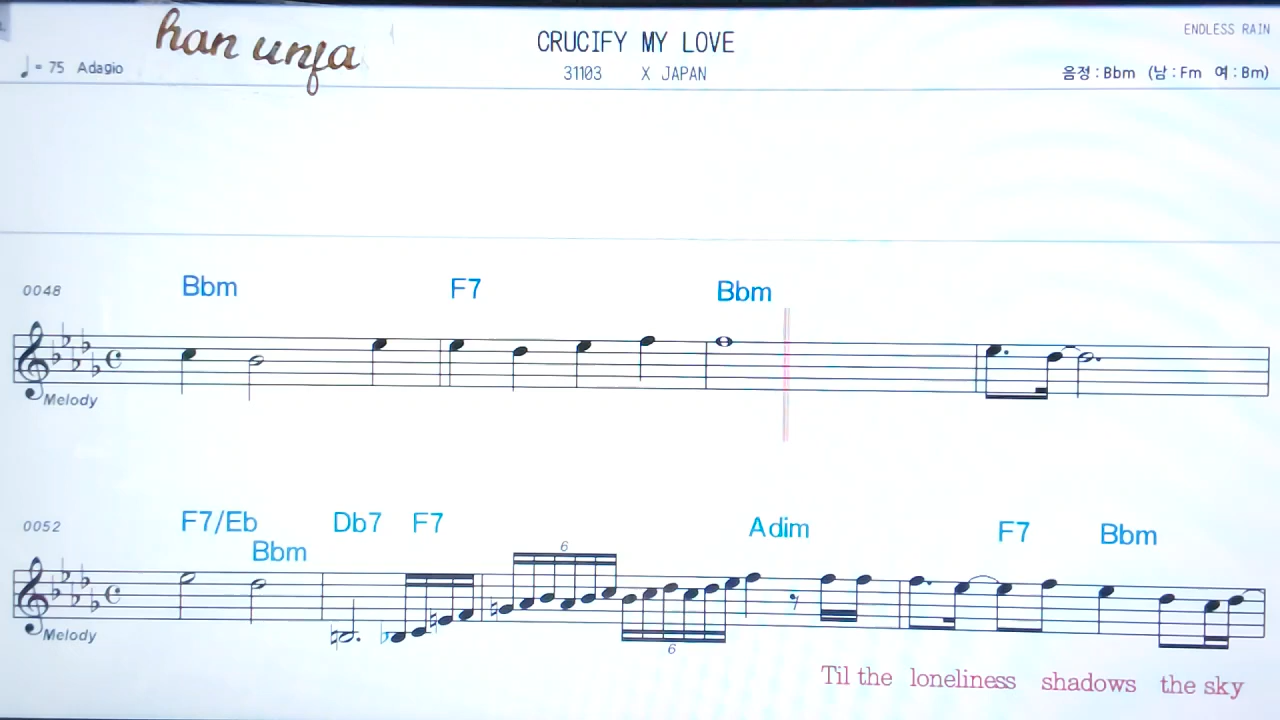 han unfa
CRUCIFY MY LOVE
ENDLESS RAIN
♩= 75 Adagio
31103 X JAPAN
음정 : Bbm (남 : Fm 여 : Bm)
0048 Bbm F7 Bbm
Melody
0052 F7/Eb Bbm Db7 F7 Adim F7 Bbm
6
Melody
6
Til the loneliness shadows the sky